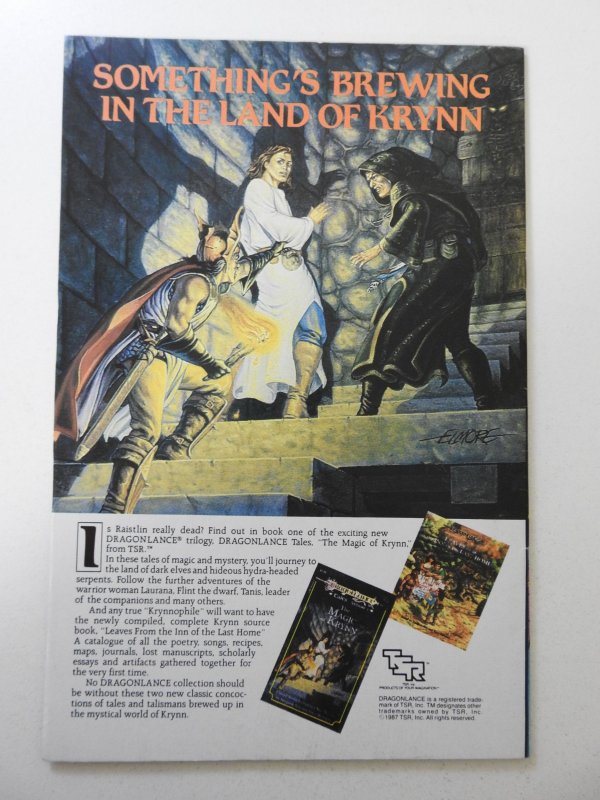 SOMETHING'S BREWING
IN THE LAND OF KRYNN
ELMORE
Is Raistlin really dead? Find out in book one of the exciting new
DRAGONLANCE® trilogy, DRAGONLANCE Tales, "The Magic of Krynn,"
from TSR.™
In these tales of magic and mystery, you'll journey to
the land of dark elves and hideous hydra-headed
serpents. Follow the further adventures of the
warrior woman Laurana, Flint the dwarf, Tanis, leader
of the companions and many others.
And any true "Krynnophile" will want to have
the newly compiled, complete Krynn source
book, "Leaves From the Inn of the Last Home"
A catalogue of all the poetry, songs, recipes,
maps, journals, lost manuscripts, scholarly
essays and artifacts gathered together for
the very first time.
No DRAGONLANCE collection should
be without these two new classic concoc-
tions of tales and talismans brewed up in
the mystical world of Krynn.
The
MAGIC
of
KRYNN
TSR
TSR, Inc.
PRODUCTS OF YOUR IMAGINATION™
DRAGONLANCE is a registered trade-
mark of TSR, Inc. TM designates other
trademarks owned by TSR, Inc.
©1987 TSR, Inc. All rights reserved.